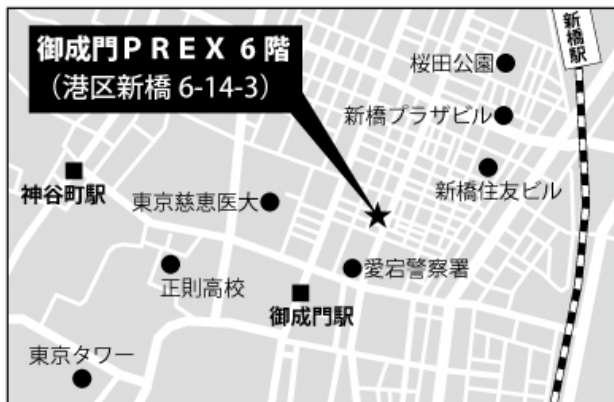 御成門PREX 6階
（港区新橋6-14-3）
新橋駅
桜田公園
新橋プラザビル
新橋住友ビル
神谷町駅
東京慈恵医大
正則高校
愛宕警察署
御成門駅
東京タワー